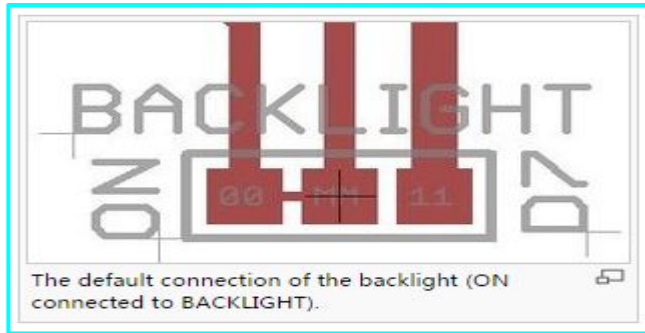 BACKLIGHT
ON
00 MM 11
D7
The default connection of the backlight (ON
connected to BACKLIGHT).